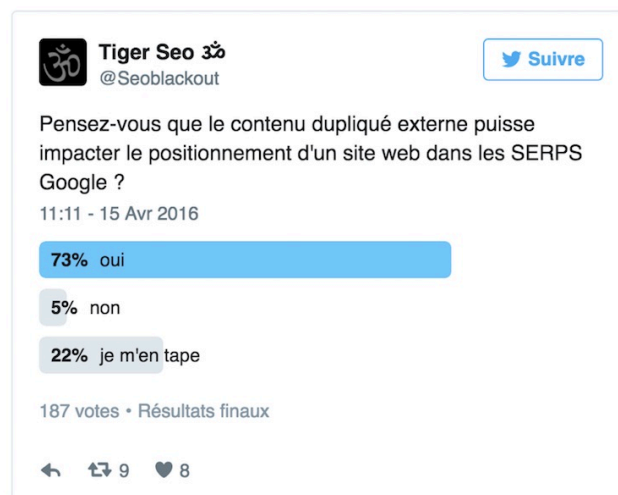 Tiger Seo ॐ
@Seoblackout
Suivre
Pensez-vous que le contenu dupliqué externe puisse
impacter le positionnement d'un site web dans les SERPS
Google ?
11:11 - 15 Avr 2016
73% oui
5% non
22% je m'en tape
187 votes • Résultats finaux
9 8